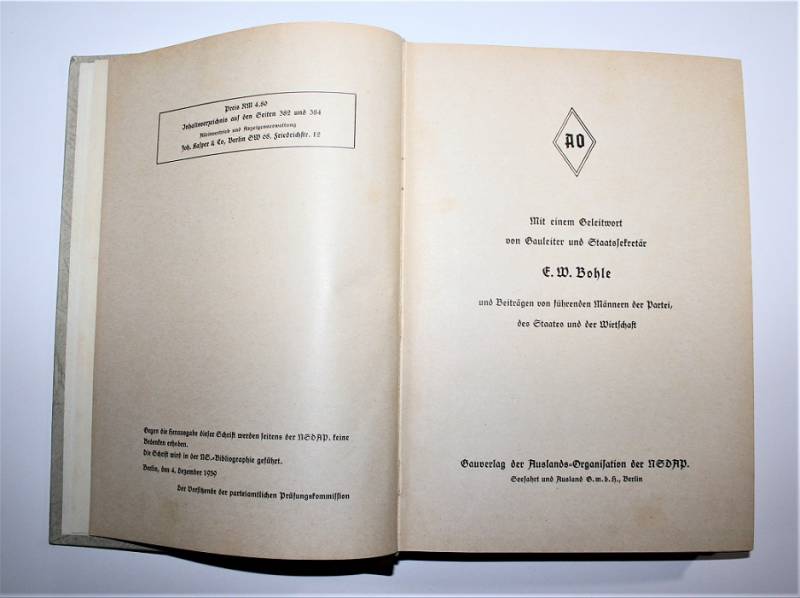 Preis RM 4.80
Inhaltsverzeichnis auf den Seiten 382 und 384
Alleinvertrieb und Anzeigenverwaltung
Joh. Kasper & Co, Berlin SW 68, Friedrichstr. 12
Gegen die Herausgabe dieser Schrift werden seitens der NSDAP. keine
Bedenken erhoben.
Die Schrift wird in der NS.-Bibliographie geführt.
Berlin, den 4. Dezember 1939
Der Vorsitzende der parteiamtlichen Prüfungskommission
AO
Mit einem Geleitwort
von Gauleiter und Staatssekretär
E. W. Bohle
und Beiträgen von führenden Männern der Partei,
des Staates und der Wirtschaft
Gauverlag der Auslands-Organisation der NSDAP.
Seefahrt und Ausland G. m. b. H., Berlin